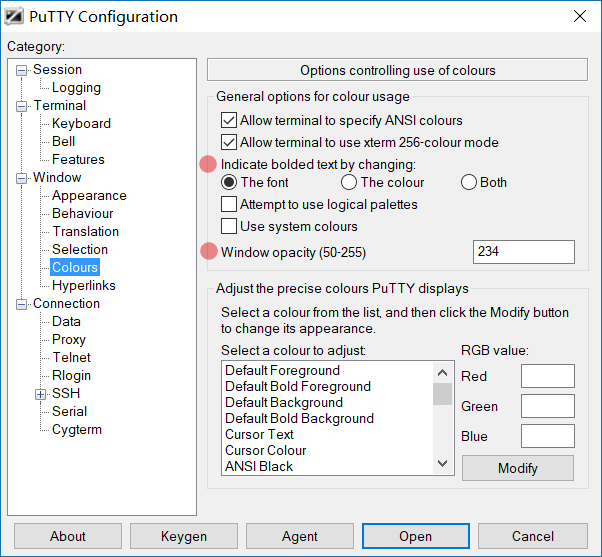 PuTTY Configuration
Category:
Session
Logging
Terminal
Keyboard
Bell
Features
Window
Appearance
Behaviour
Translation
Selection
Colours
Hyperlinks
Connection
Data
Proxy
Telnet
Rlogin
SSH
Serial
Cygterm
Options controlling use of colours
General options for colour usage
Allow terminal to specify ANSI colours
Allow terminal to use xterm 256-colour mode
Indicate bolded text by changing:
The font The colour Both
Attempt to use logical palettes
Use system colours
Window opacity (50-255) 234
Adjust the precise colours PuTTY displays
Select a colour from the list, and then click the Modify button
to change its appearance.
Select a colour to adjust:
Default Foreground
Default Bold Foreground
Default Background
Default Bold Background
Cursor Text
Cursor Colour
ANSI Black
RGB value:
Red
Green
Blue
Modify
About Keygen Agent Open Cancel